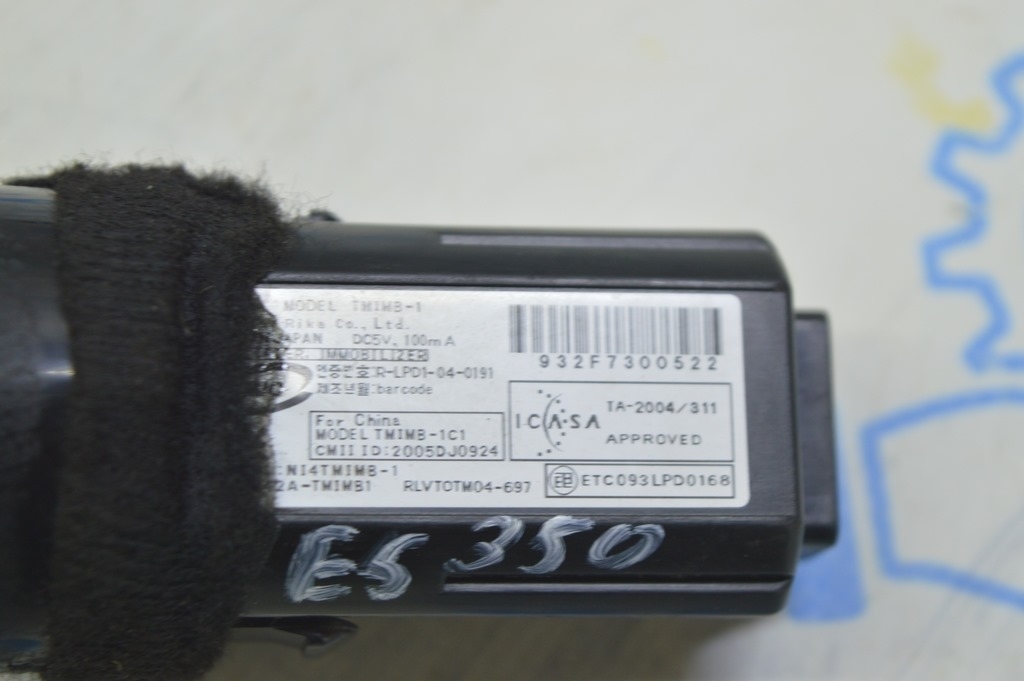 MODEL TMIMB-1
Rika Co., Ltd.
JAPAN DC5V, 100mA
IMMOBILIZER
인증번호:R-LPD1-04-0191
제조년월:barcode
For China
MODEL TMIMB-1C1
CMII ID:2005DJ0924
:NI4TMIMB-1
2A-TMIMB1 RLVTOTM04-697
932F7300522
ICASA TA-2004/311
APPROVED
ETC093LPD0168
ES 350